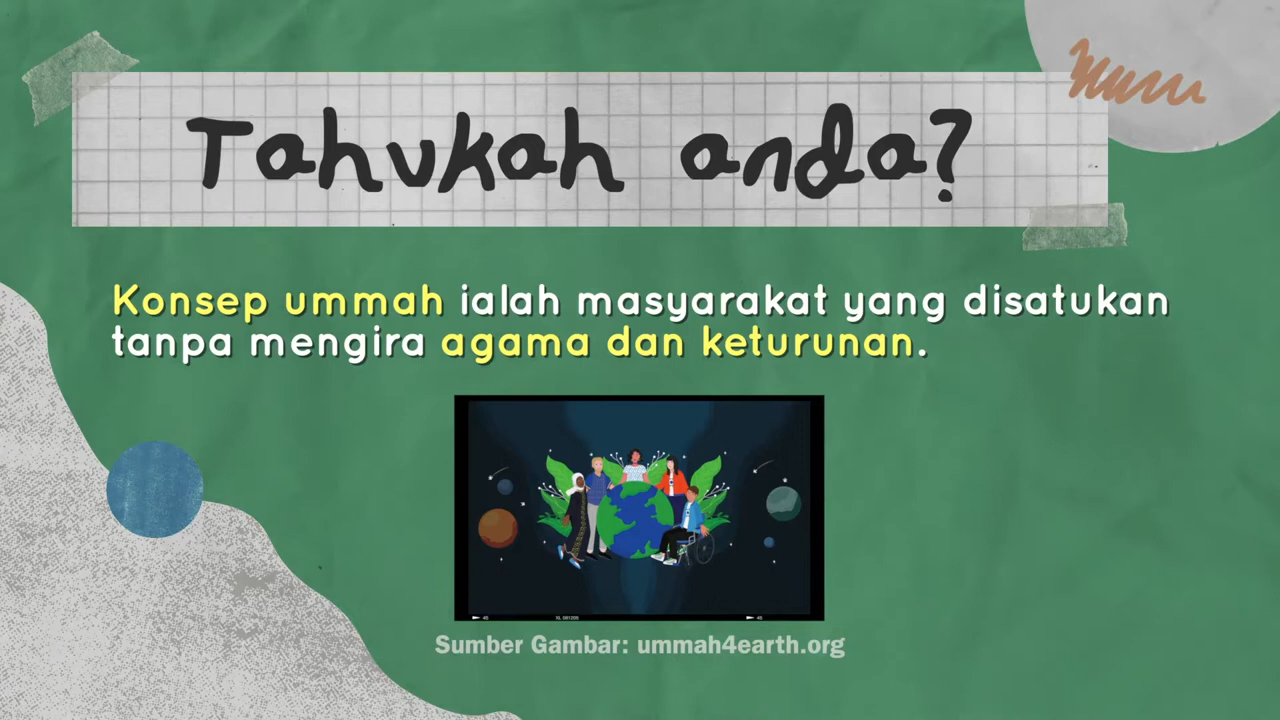 Tahukah anda?
Konsep ummah ialah masyarakat yang disatukan
tanpa mengira agama dan keturunan.
Sumber Gambar: ummah4earth.org